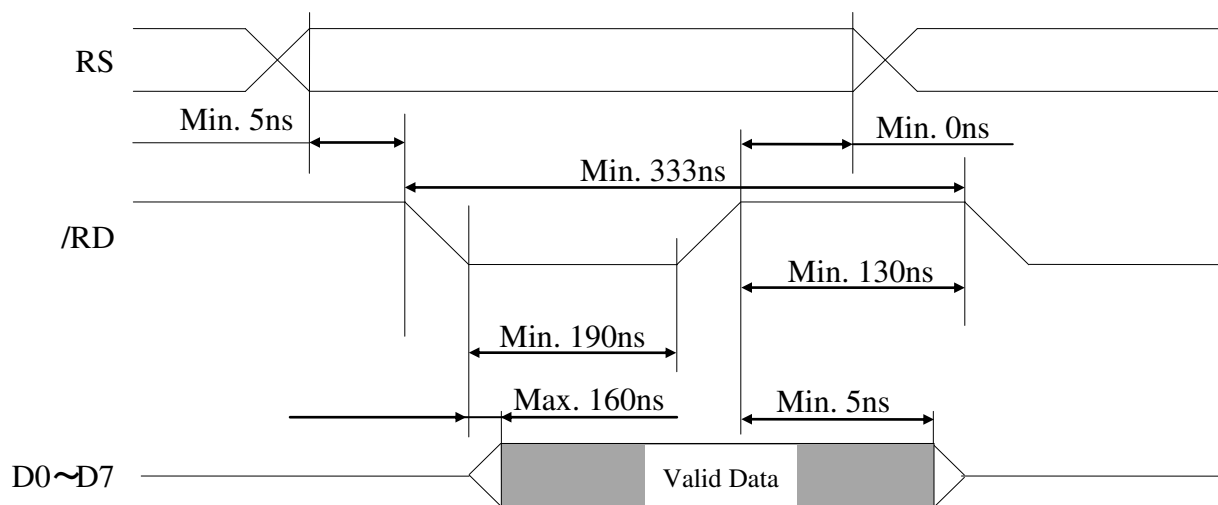 RS
Min. 5ns
Min. 0ns
Min. 333ns
/RD
Min. 130ns
Min. 190ns
Max. 160ns
Min. 5ns
D0~D7
Valid Data